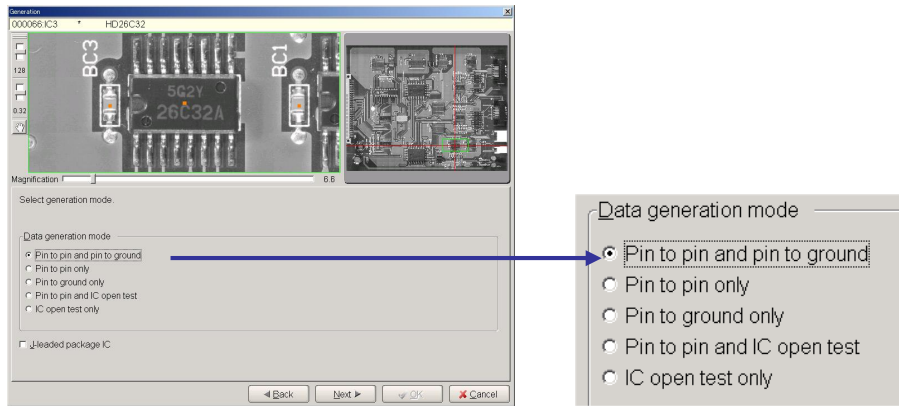 Generation
000066:IC3 * HD26C32
128
0.32
BC3
5G2Y
26C32A
BC1
Magnification 6.6
Select generation mode.
Data generation mode
Pin to pin and pin to ground
Pin to pin only
Pin to ground only
Pin to pin and IC open test
IC open test only
J-leaded package IC
Back Next OK Cancel
Data generation mode
Pin to pin and pin to ground
Pin to pin only
Pin to ground only
Pin to pin and IC open test
IC open test only